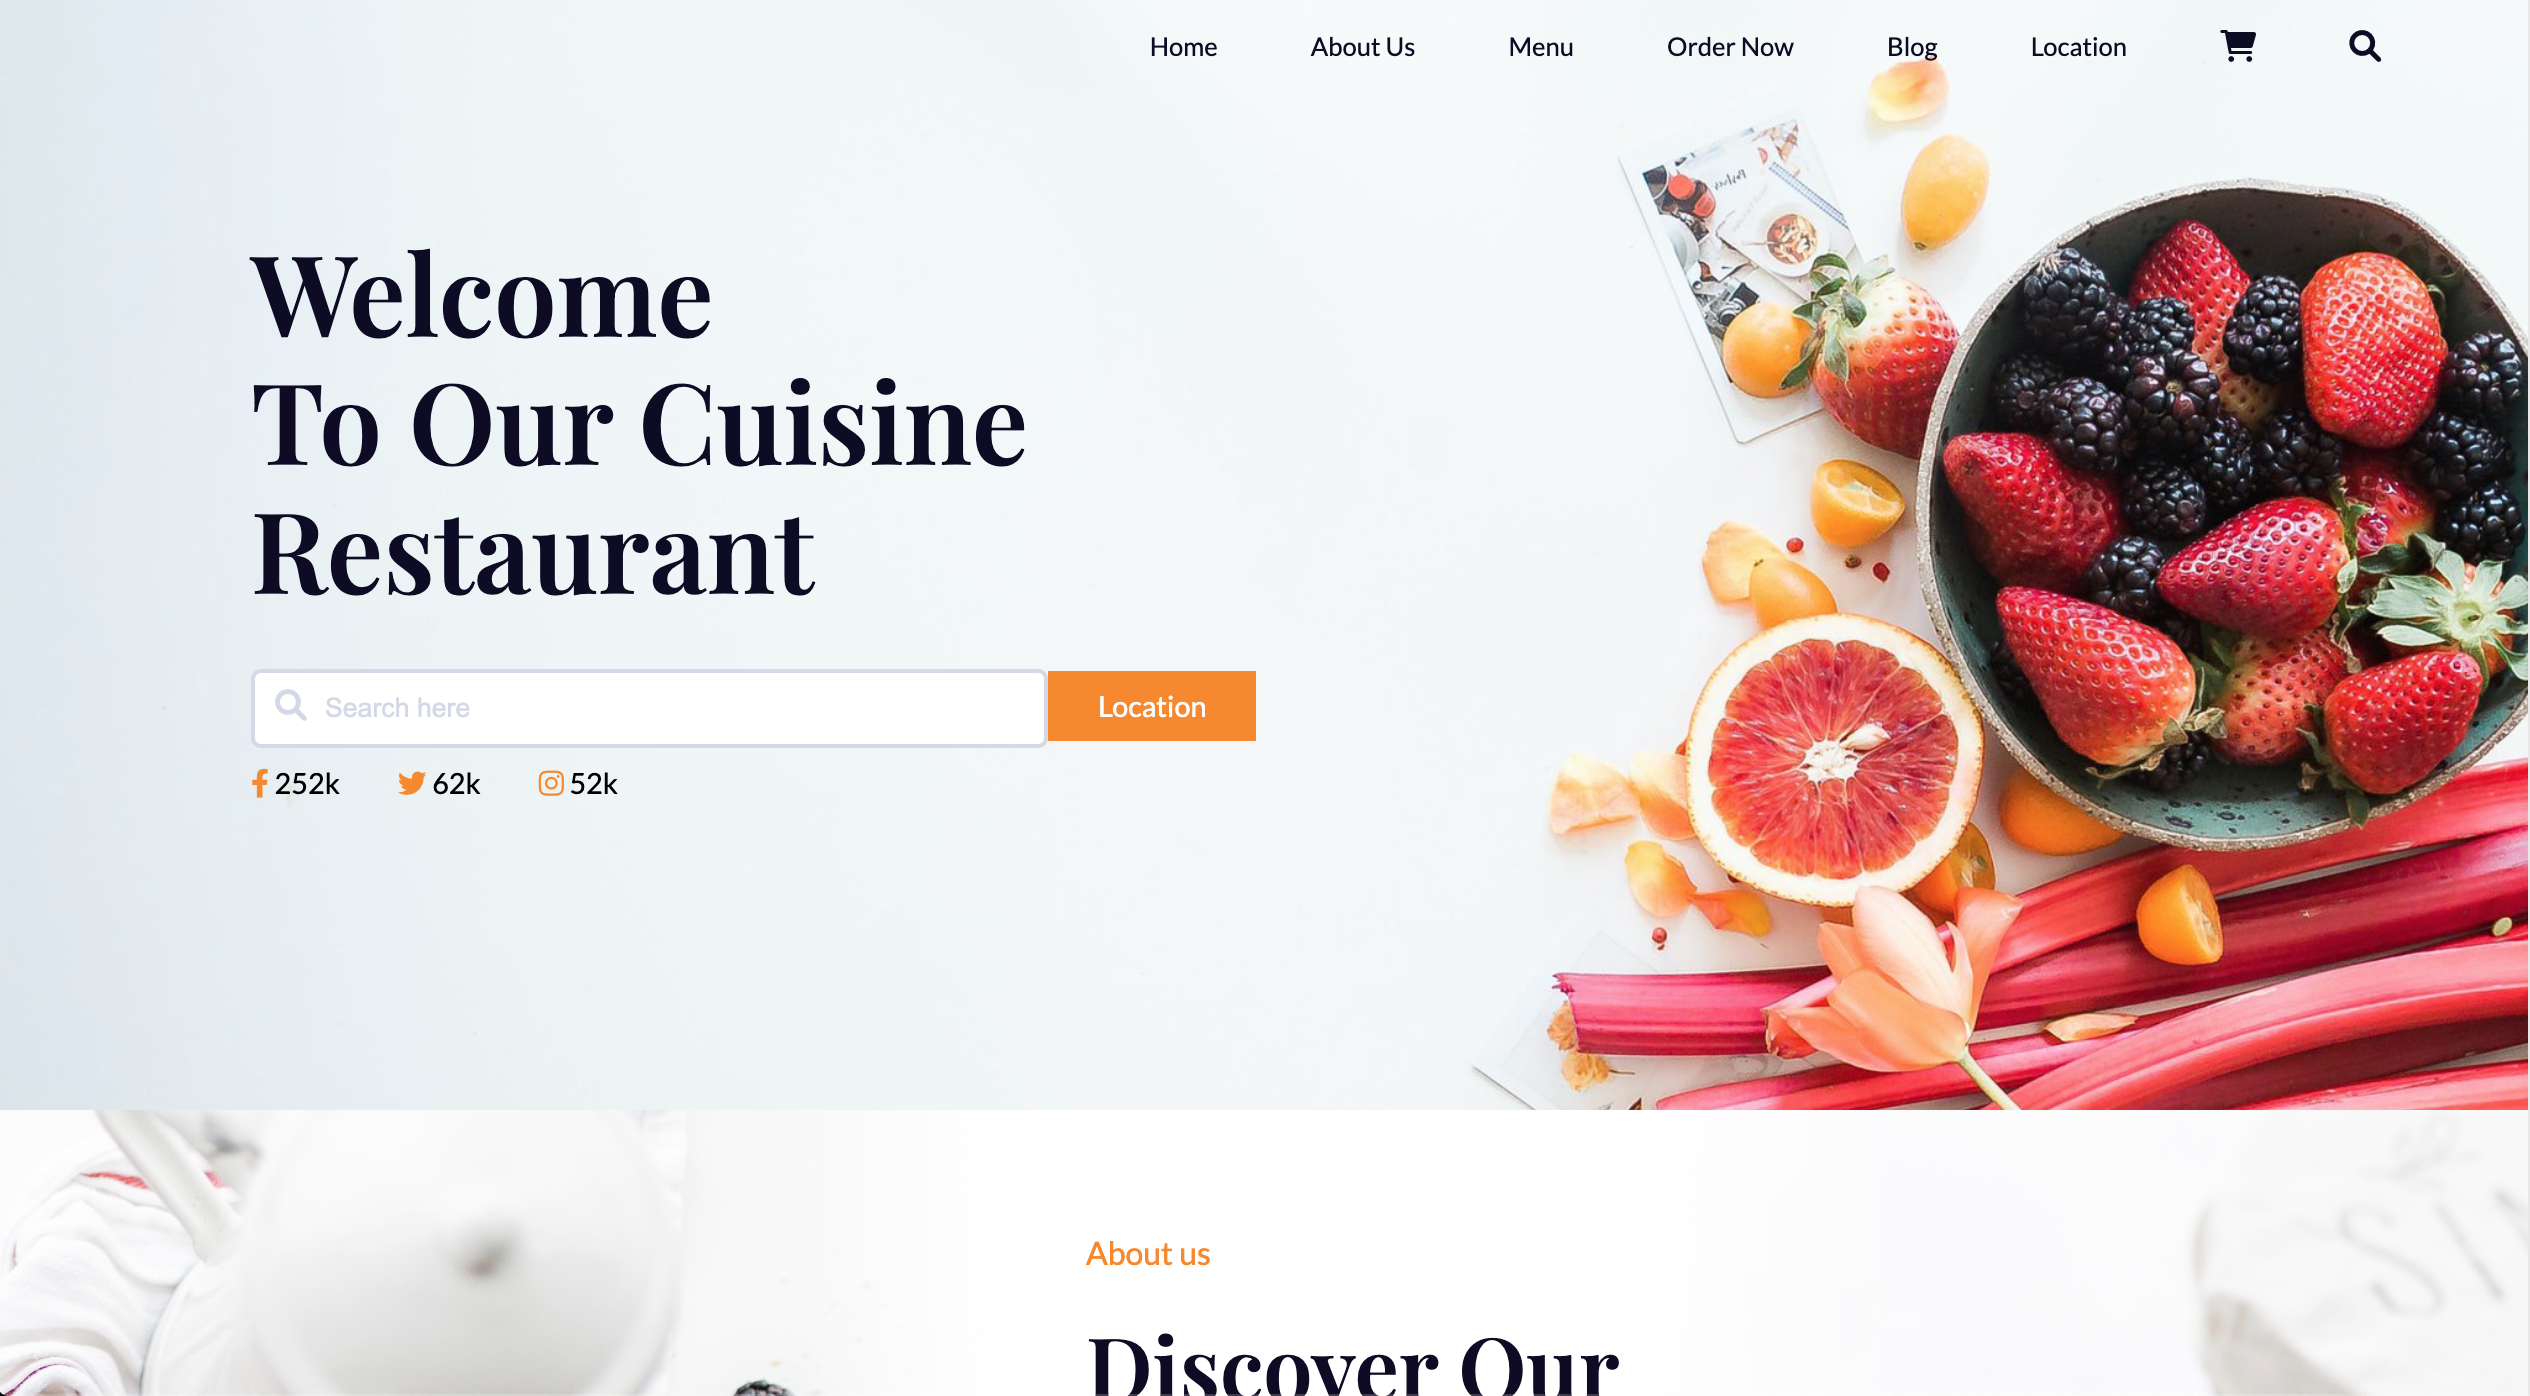 Home About Us Menu Order Now Blog Location
Welcome
To Our Cuisine
Restaurant
Search here Location
252k 62k 52k
About us
Discover Our